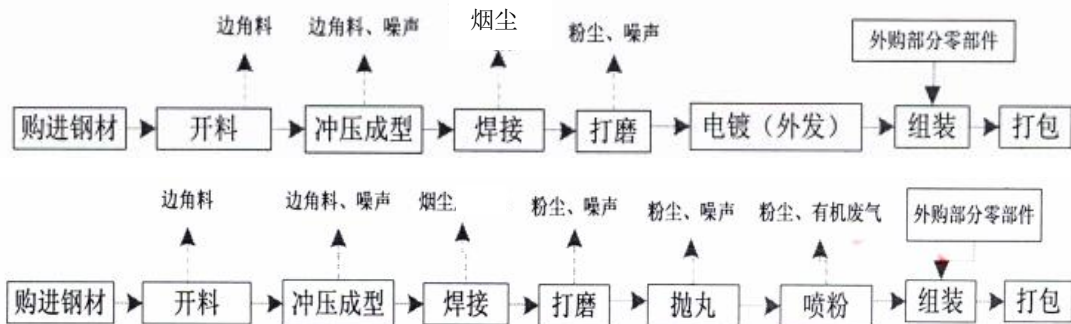 边角料 边角料、噪声 烟尘 粉尘、噪声
外购部分零部件
购进钢材 开料 冲压成型 焊接 打磨 电镀（外发） 组装 打包
边角料 边角料、噪声 烟尘 粉尘、噪声 粉尘、噪声 粉尘、有机废气 外购部分零部件
购进钢材 开料 冲压成型 焊接 打磨 抛丸 喷粉 组装 打包